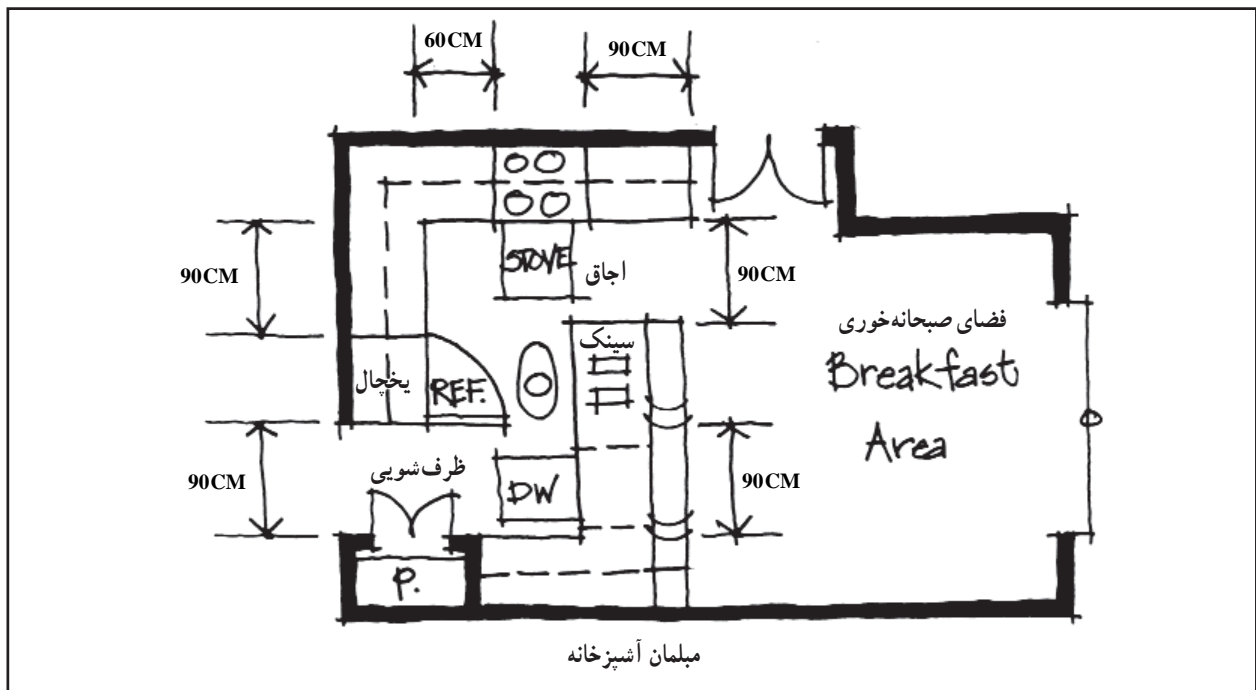 60CM
90CM
STOVE
اجاق
90CM
90CM
فضای صبحانه‌خوری
سینک
Breakfast
یخچال
REF.
Area
ظرف‌شویی
90CM
90CM
DW
P.
مبلمان آشپزخانه